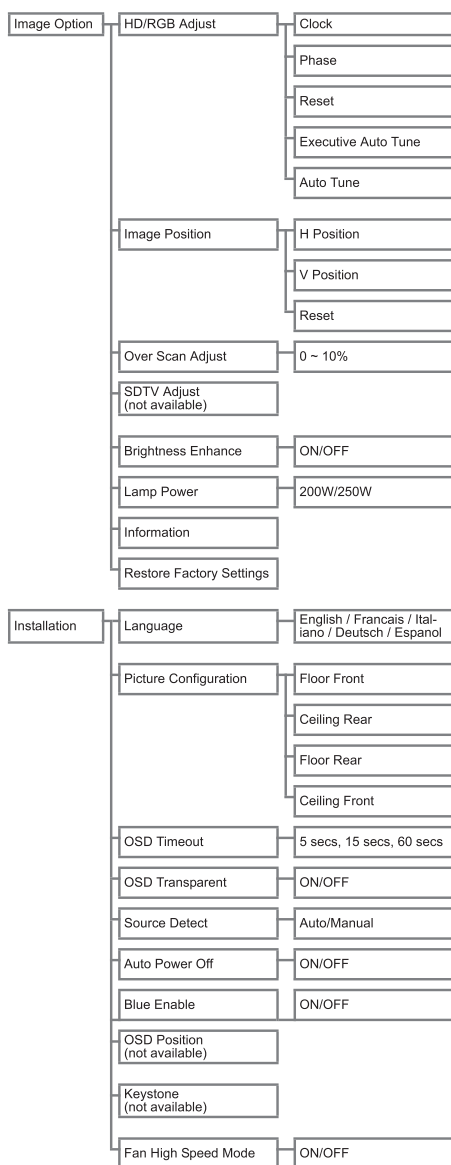 Image Option
HD/RGB Adjust
Clock
Phase
Reset
Executive Auto Tune
Auto Tune
Image Position
H Position
V Position
Reset
Over Scan Adjust
0 ~ 10%
SDTV Adjust
(not available)
Brightness Enhance
ON/OFF
Lamp Power
200W/250W
Information
Restore Factory Settings
Installation
Language
English / Francais / Ital-
iano / Deutsch / Espanol
Picture Configuration
Floor Front
Ceiling Rear
Floor Rear
Ceiling Front
OSD Timeout
5 secs, 15 secs, 60 secs
OSD Transparent
ON/OFF
Source Detect
Auto/Manual
Auto Power Off
ON/OFF
Blue Enable
ON/OFF
OSD Position
(not available)
Keystone
(not available)
Fan High Speed Mode
ON/OFF